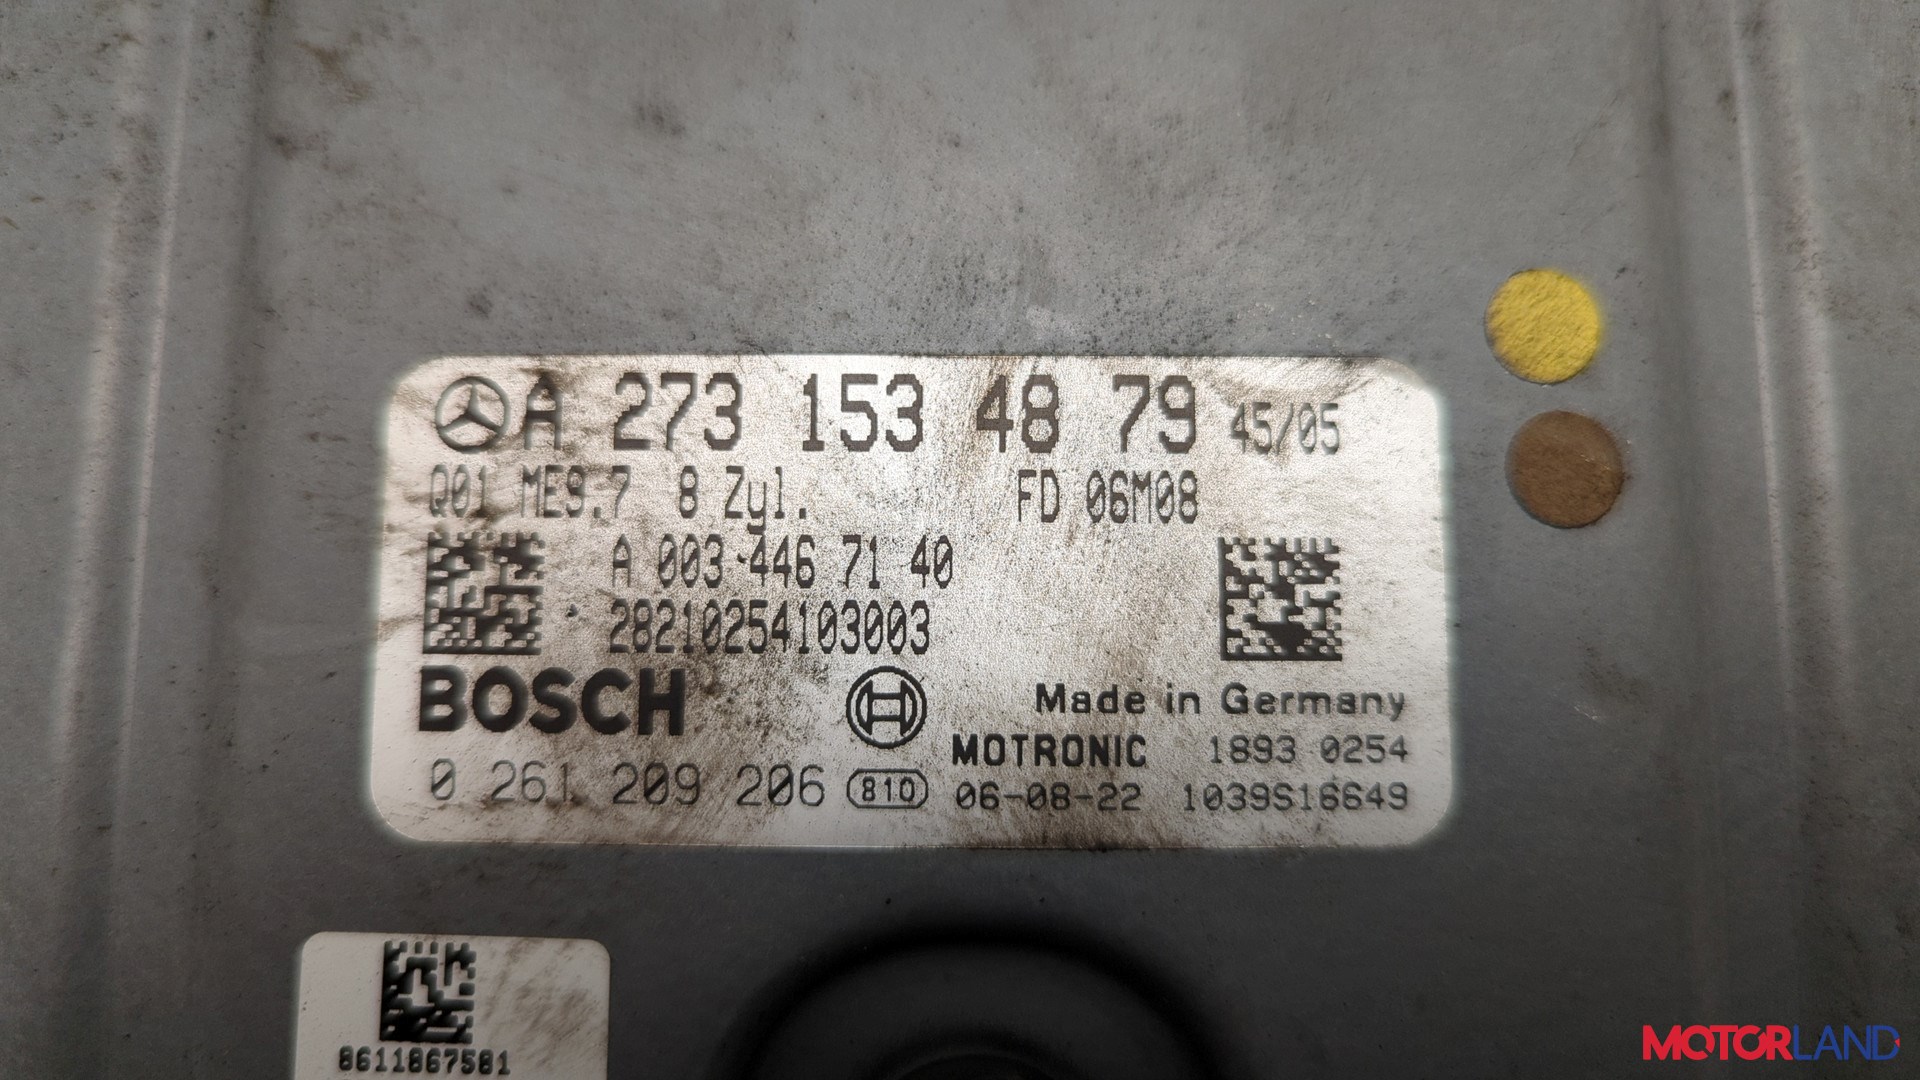 A 273 153 48 79 45/05
Q01 ME9.7 8 Zyl. FD 06M08
A 003 446 71 40
28210254103003
BOSCH
Made in Germany
MOTRONIC 1893 0254
0 261 209 206 810 06-08-22 1039S16649
8611867581
MOTORLAND